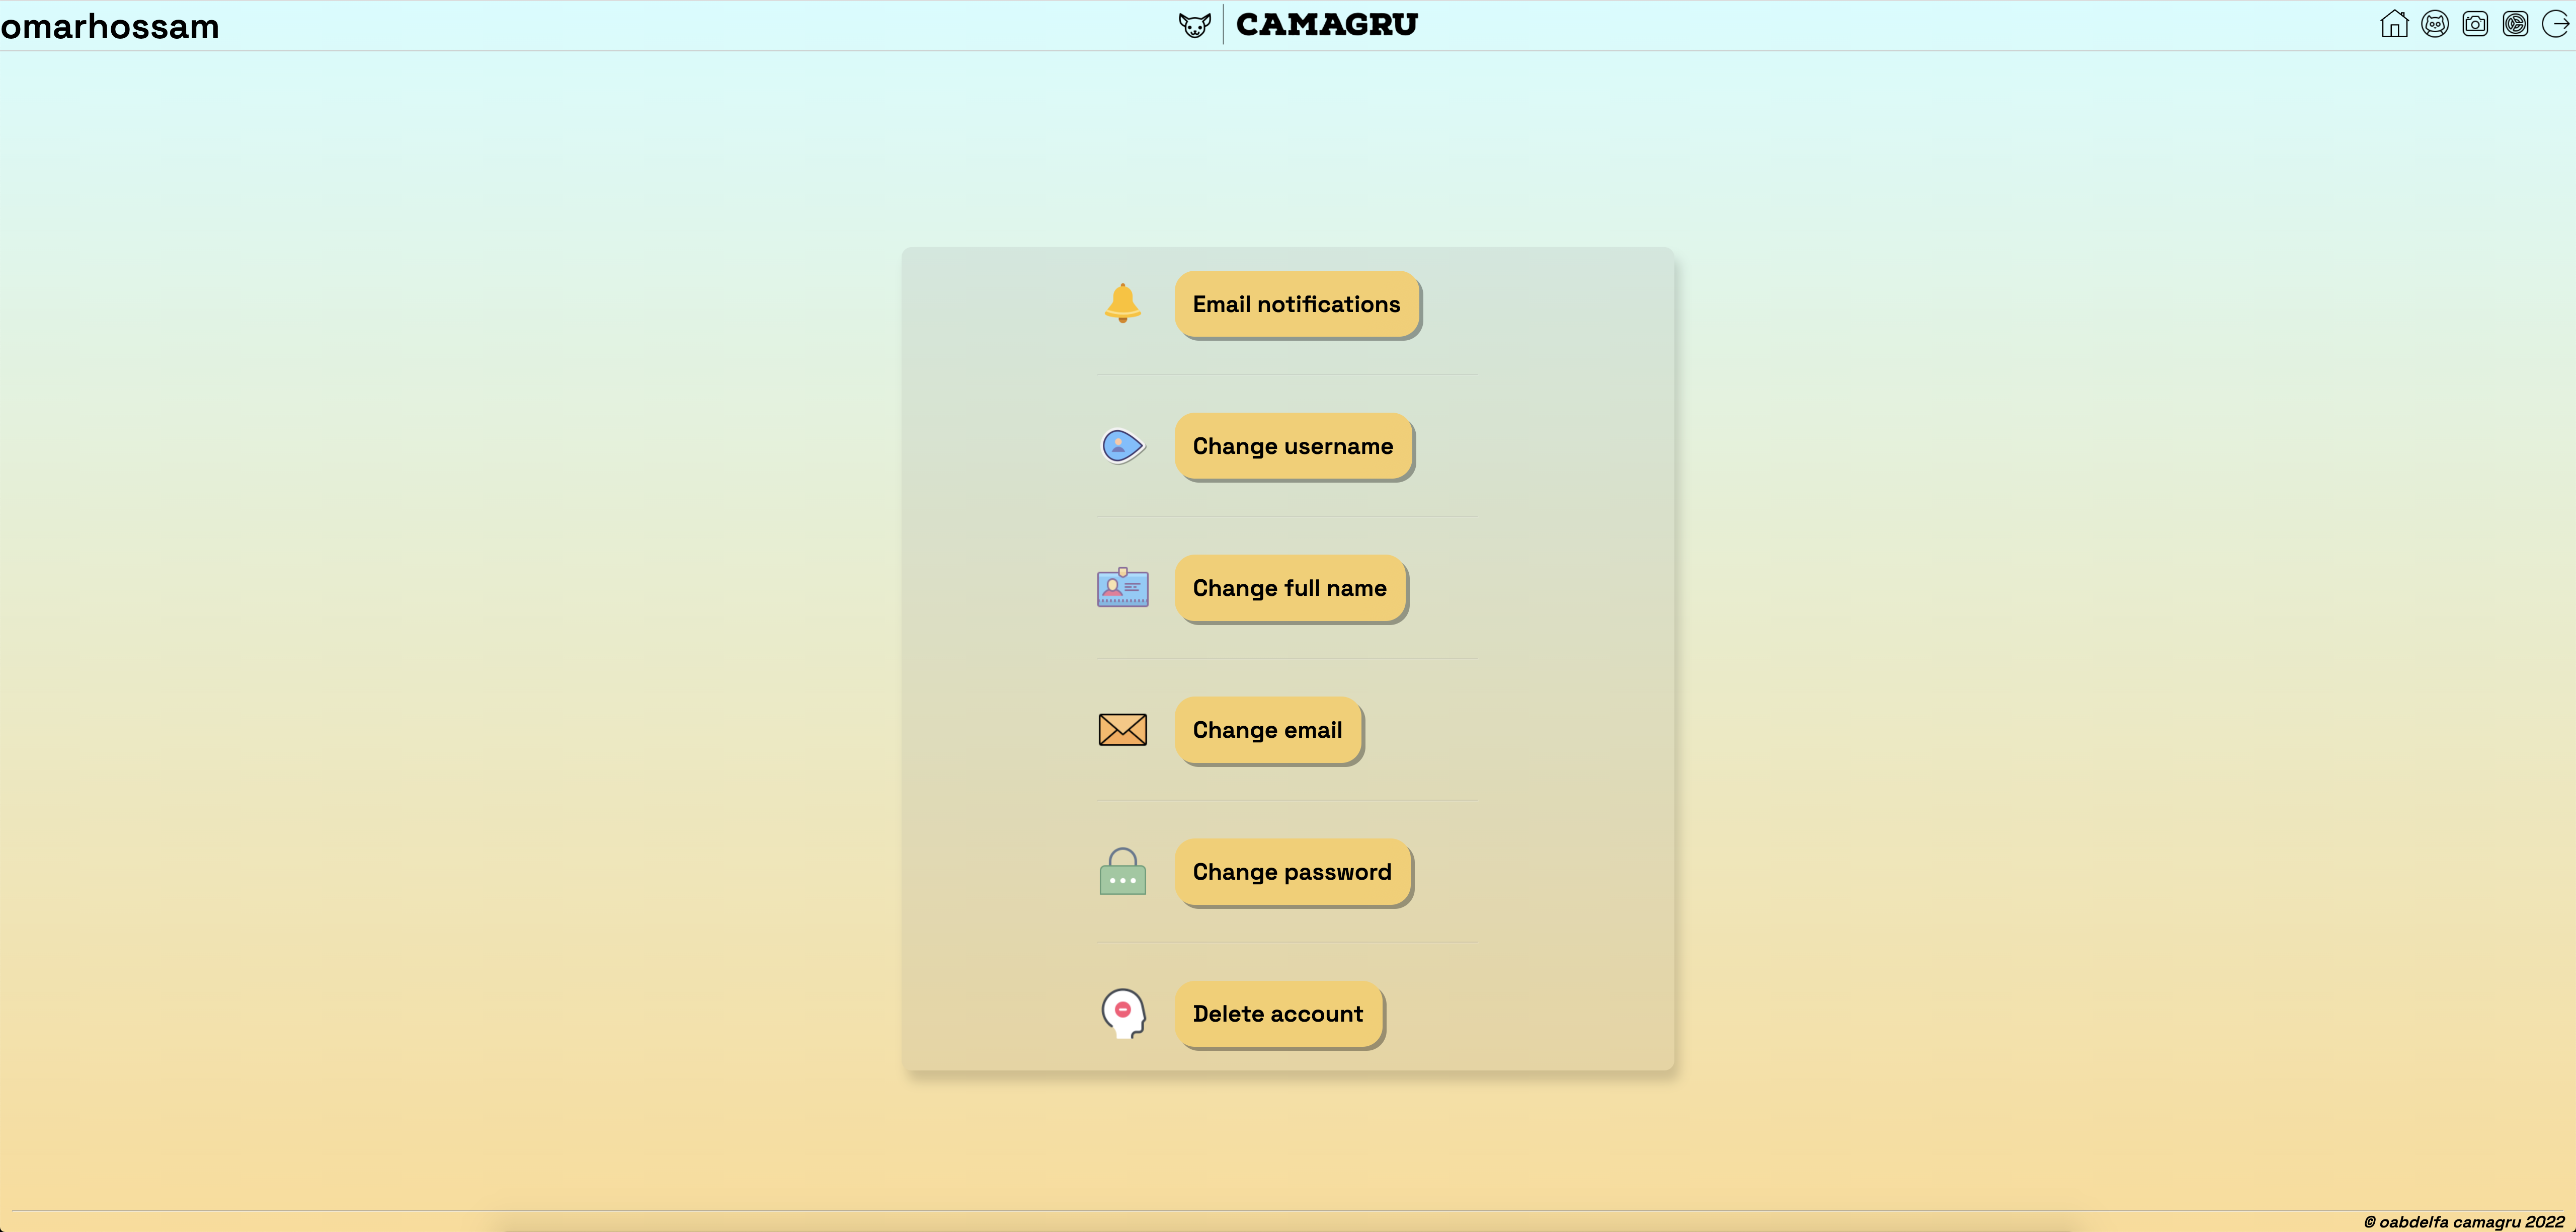 omarhossam
CAMAGRU
Email notifications
Change username
Change full name
Change email
Change password
Delete account
© oabdelfa camagru 2022